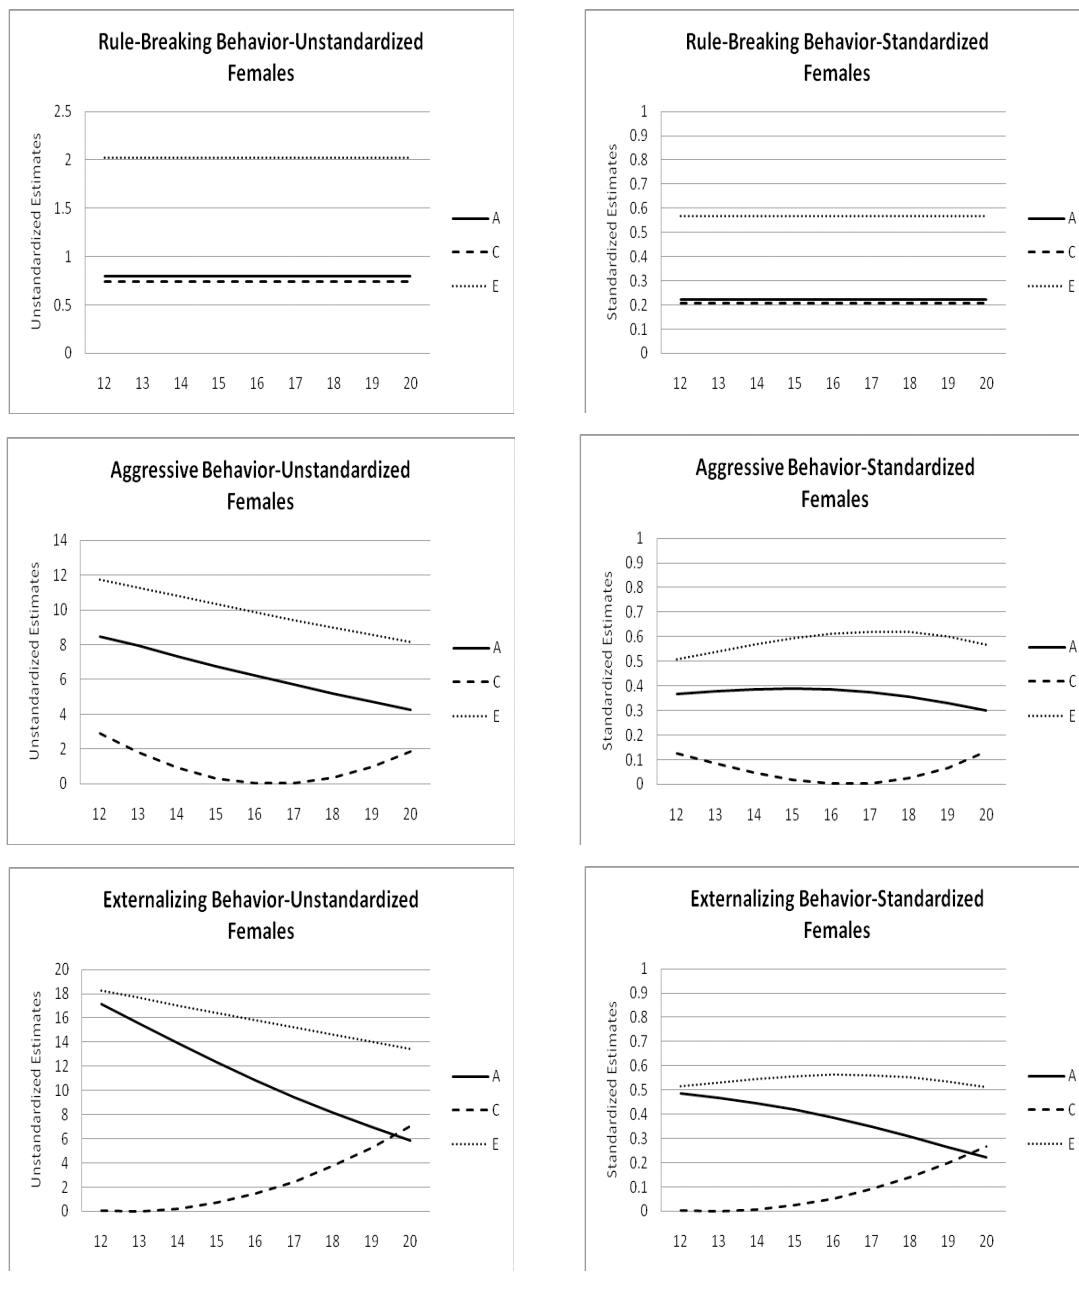 Rule-Breaking Behavior-Unstandardized
Females
Unstandardized Estimates
2.5
2
1.5
1
0.5
0
12 13 14 15 16 17 18 19 20
A
C
E
Rule-Breaking Behavior-Standardized
Females
Standardized Estimates
1
0.9
0.8
0.7
0.6
0.5
0.4
0.3
0.2
0.1
0
12 13 14 15 16 17 18 19 20
A
C
E
Aggressive Behavior-Unstandardized
Females
Unstandardized Estimates
14
12
10
8
6
4
2
0
12 13 14 15 16 17 18 19 20
A
C
E
Aggressive Behavior-Standardized
Females
Standardized Estimates
1
0.9
0.8
0.7
0.6
0.5
0.4
0.3
0.2
0.1
0
12 13 14 15 16 17 18 19 20
A
C
E
Externalizing Behavior-Unstandardized
Females
Unstandardized Estimates
20
18
16
14
12
10
8
6
4
2
0
12 13 14 15 16 17 18 19 20
A
C
E
Externalizing Behavior-Standardized
Females
Standardized Estimates
1
0.9
0.8
0.7
0.6
0.5
0.4
0.3
0.2
0.1
0
12 13 14 15 16 17 18 19 20
A
C
E